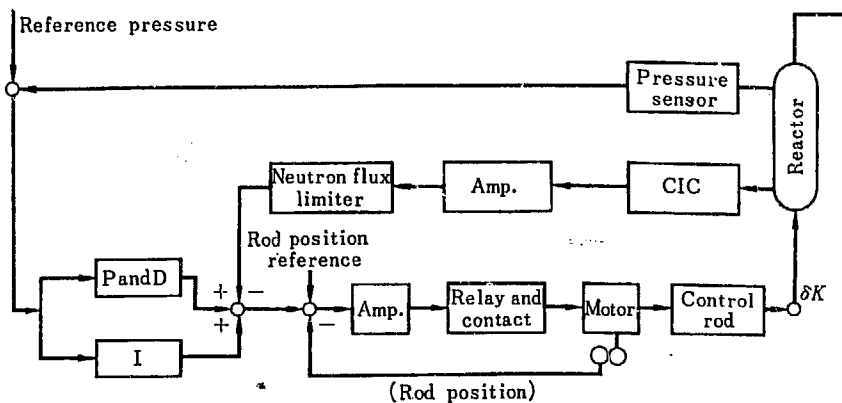 Reference pressure
Pressure
sensor
Reactor
Neutron flux
limiter
Amp.
CIC
Rod position
reference
PandD
+
−
+
I
−
Amp.
Relay and
contact
Motor
Control
rod
δK
(Rod position)